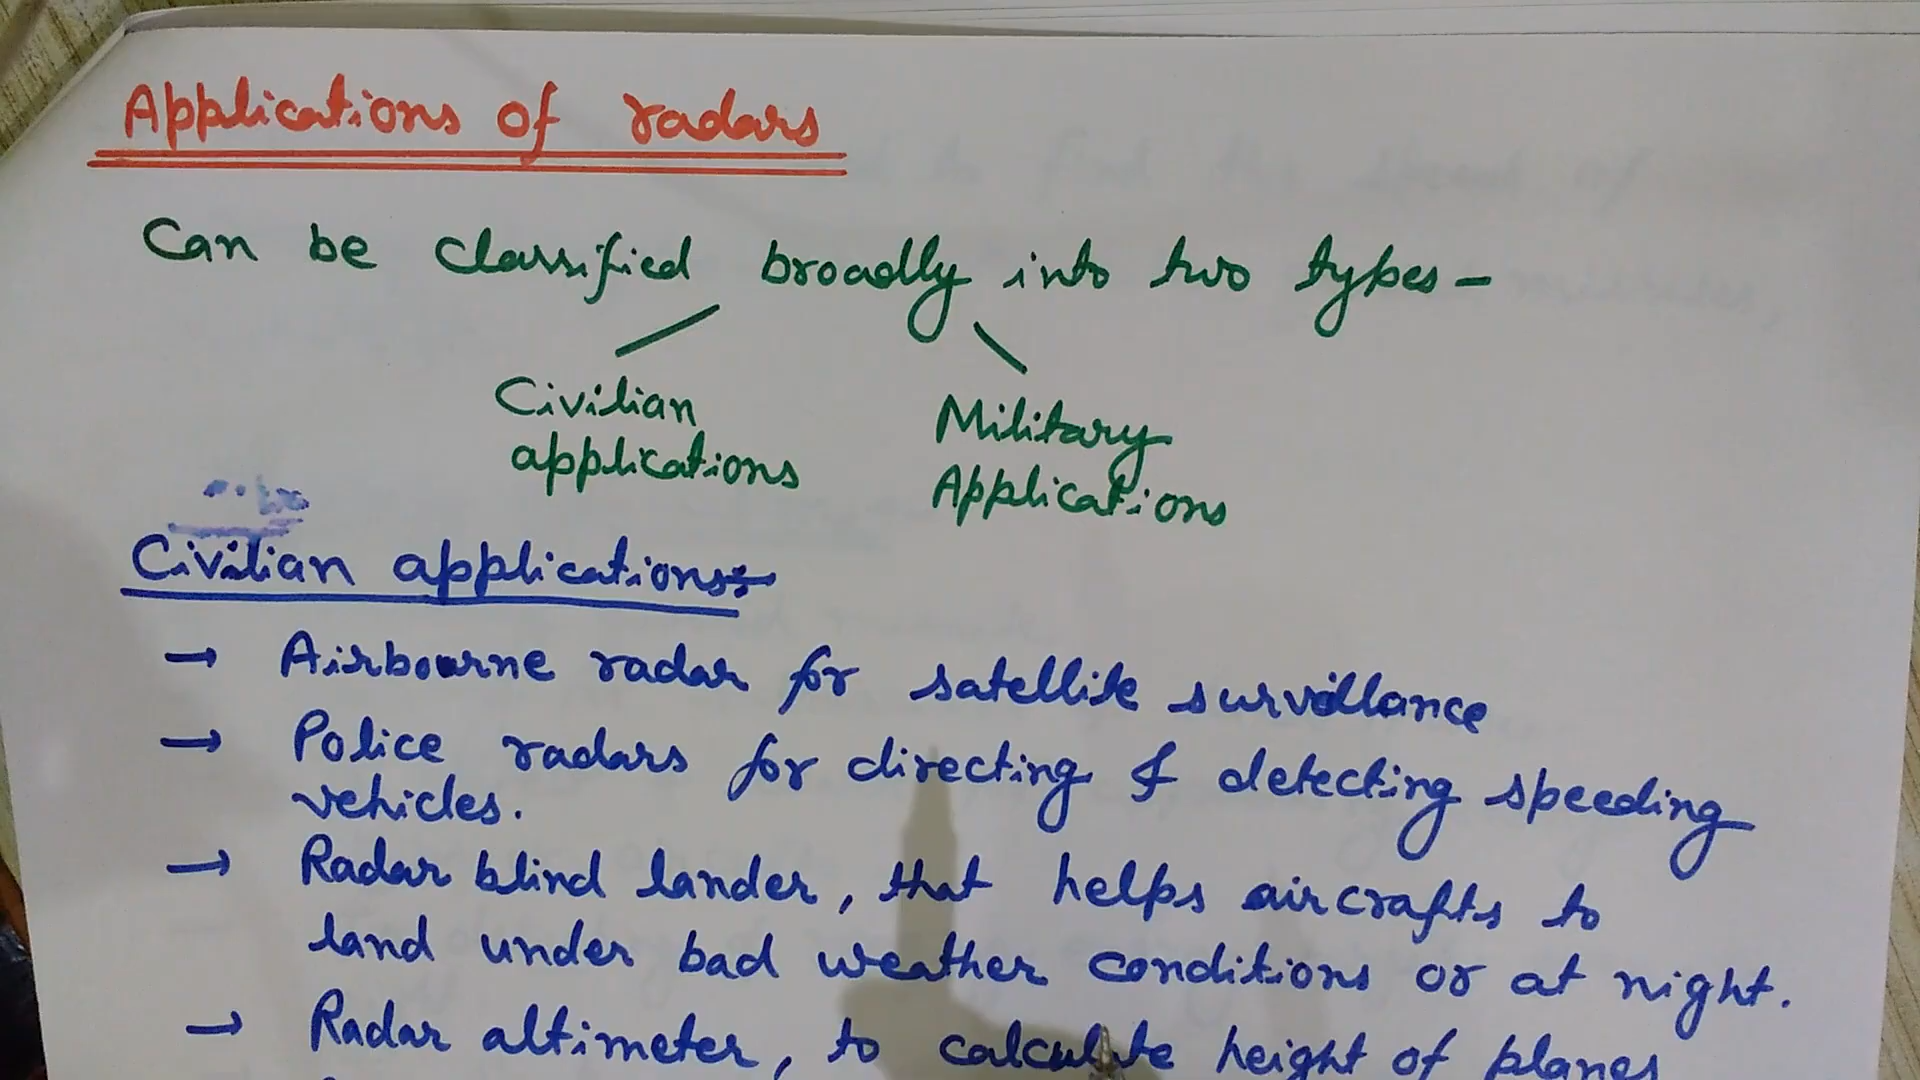 Applications of radars
Can be classified broadly into two types-
Civilian
applications
Military
Applications
Civilian applications:-
→ Airbourne radar for satellite survillance
→ Police radars for directing & detecting speeding
vehicles.
→ Radar blind lander, that helps aircrafts to
land under bad weather conditions or at night.
→ Radar altimeter, to calculate height of planes